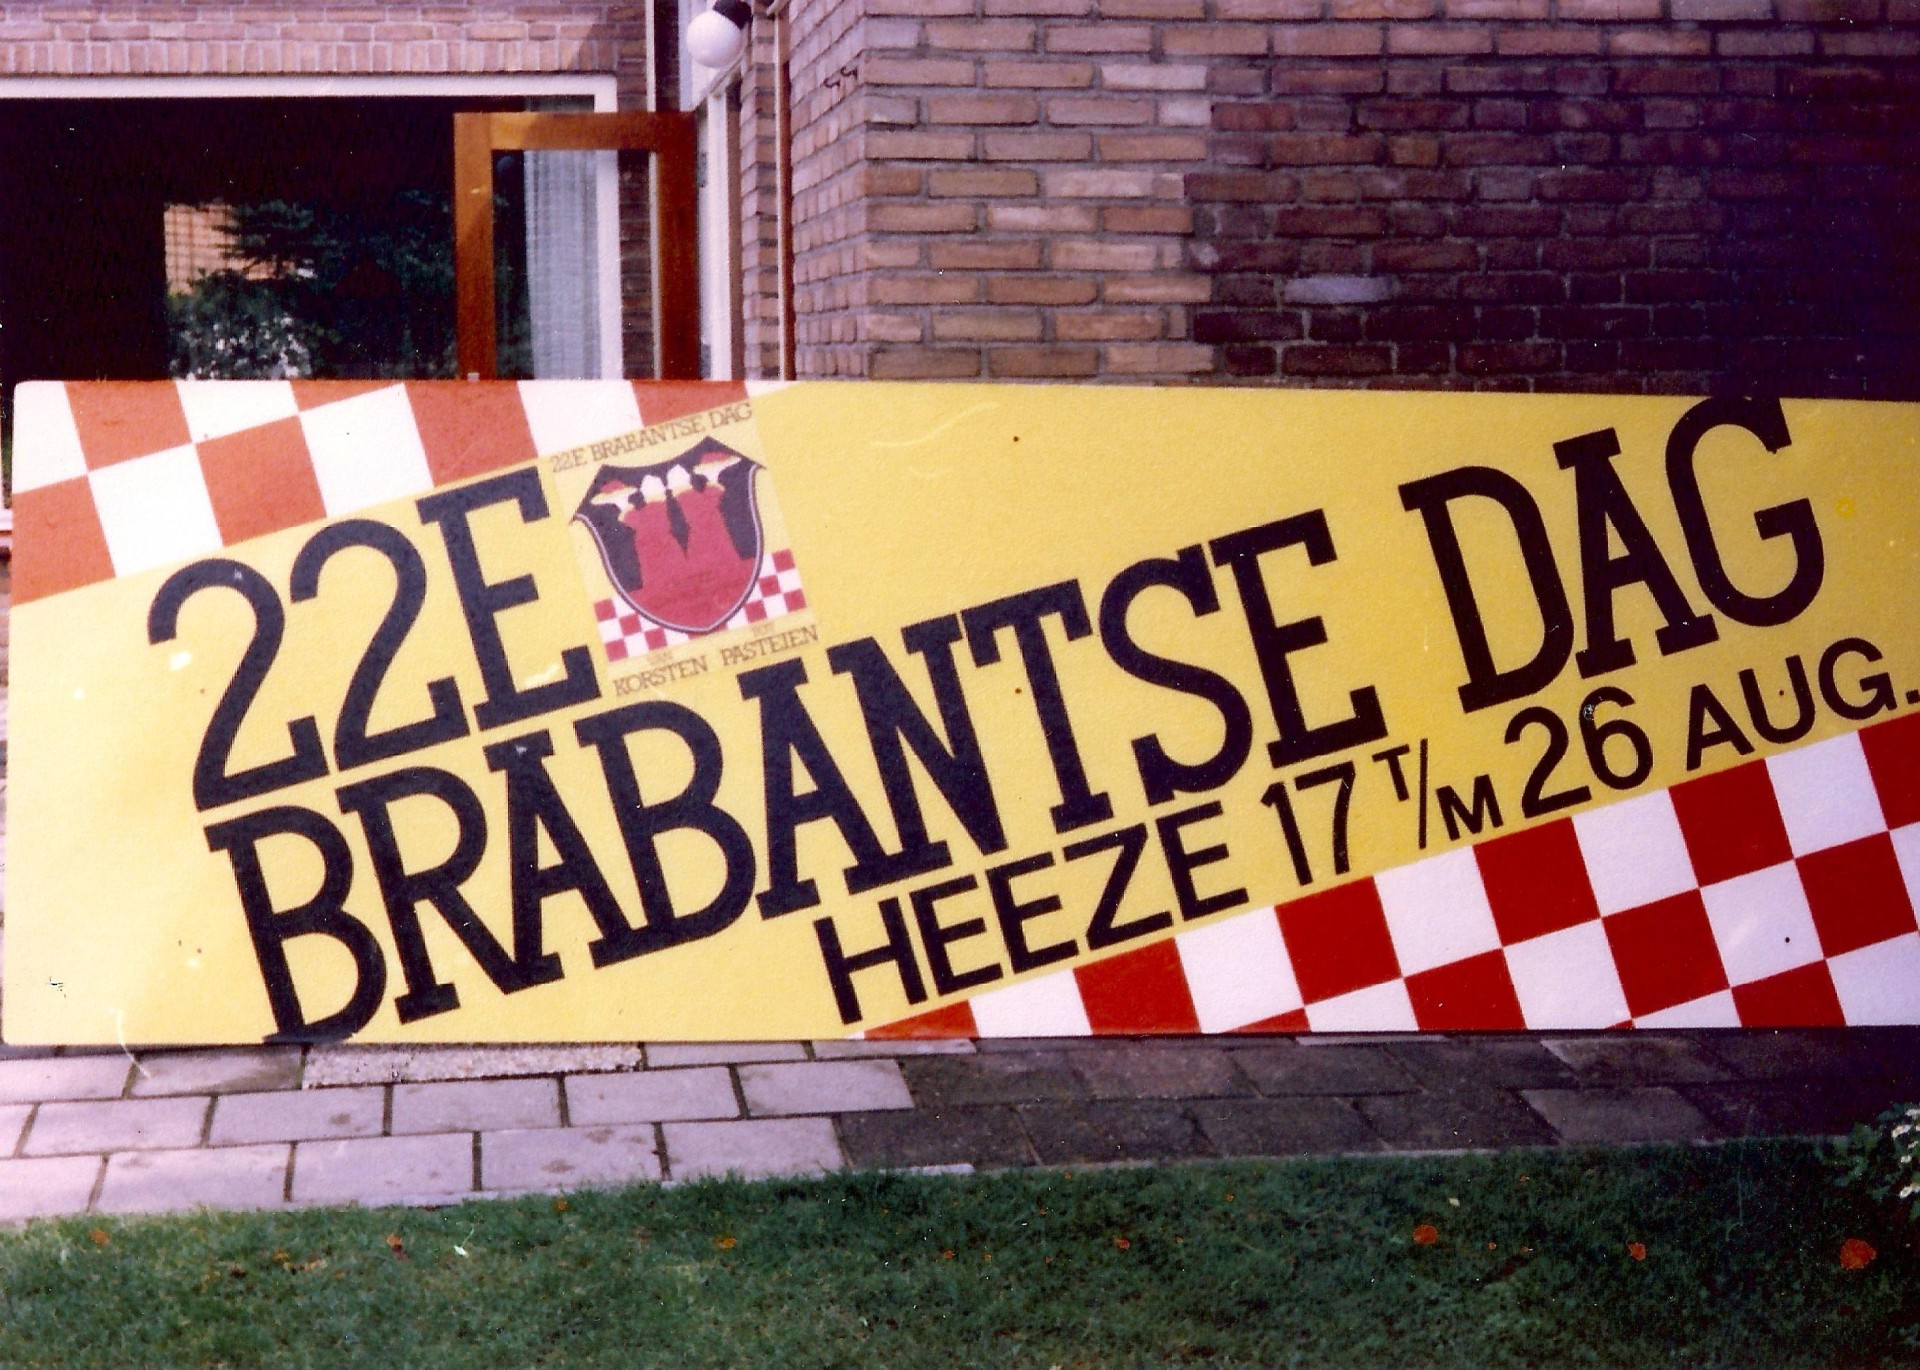 22E
BRABANTSE DAG
HEEZE 17 T/M 26 AUG.
22E BRABANTSE DAG
VAN TOT
KORSTEN PASTEIEN